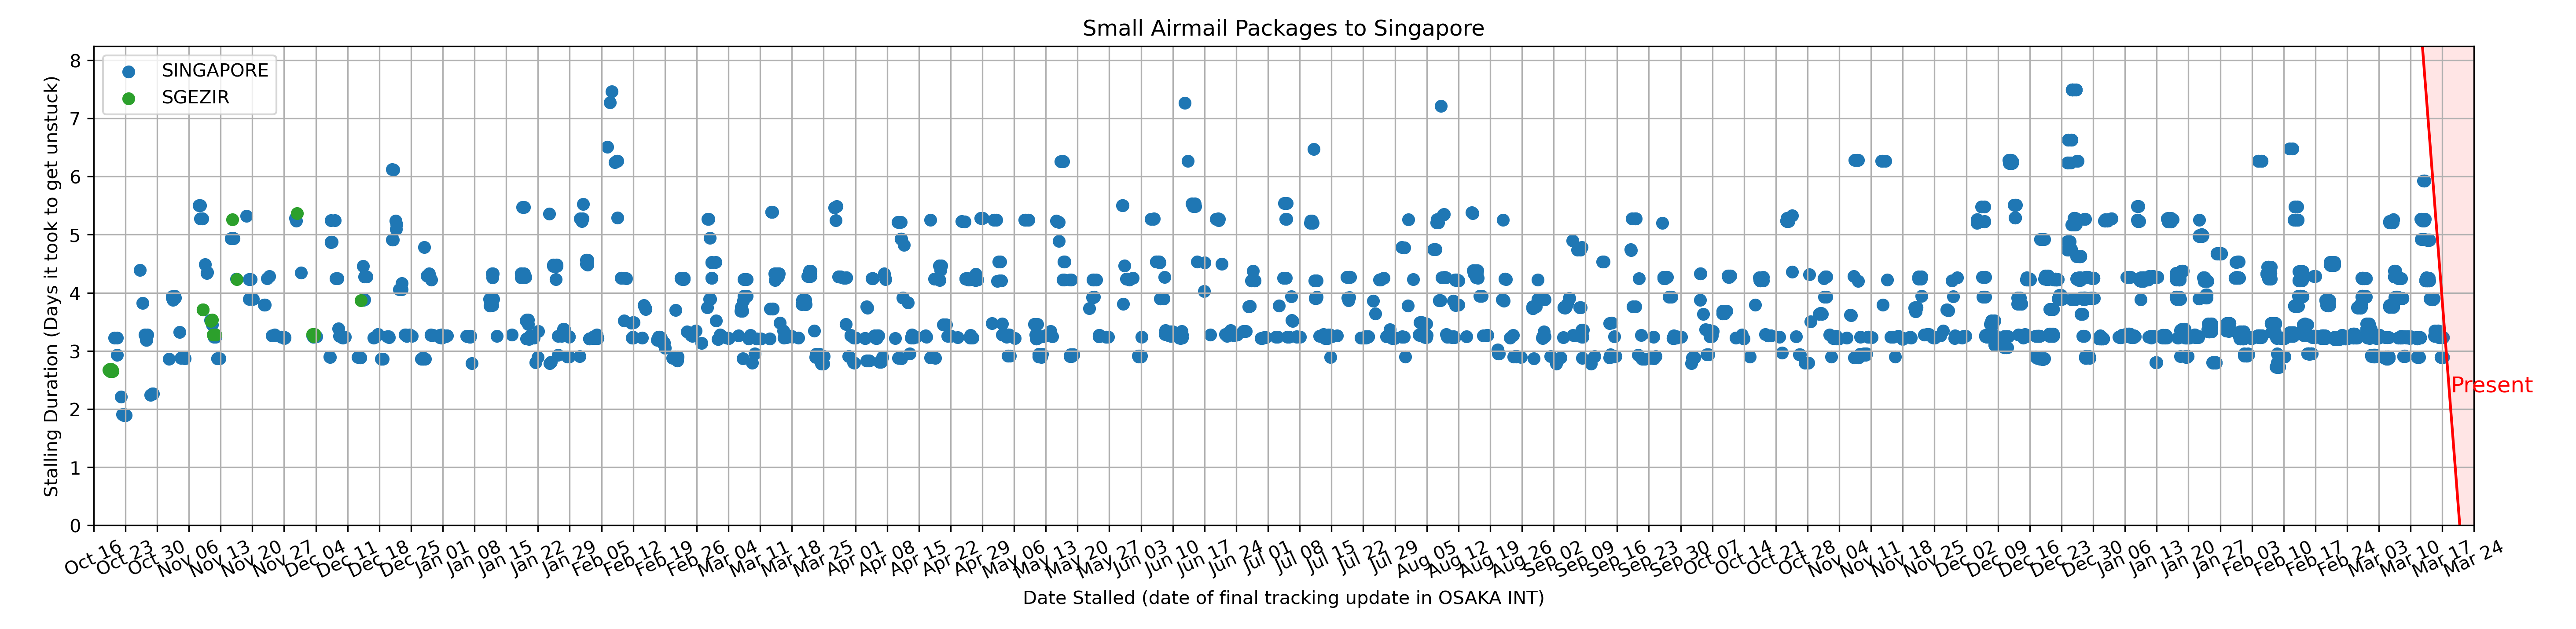 Small Airmail Packages to Singapore
SINGAPORE
SGEZIR
Stalling Duration (Days it took to get unstuck)
8
7
6
5
4
3
2
1
0
Present
Oct 16
Oct 23
Oct 30
Nov 06
Nov 13
Nov 20
Nov 27
Dec 04
Dec 11
Dec 18
Dec 25
Jan 01
Jan 08
Jan 15
Jan 22
Jan 29
Feb 05
Feb 12
Feb 19
Feb 26
Mar 04
Mar 11
Mar 18
Mar 25
Apr 01
Apr 08
Apr 15
Apr 22
Apr 29
May 06
May 13
May 20
May 27
Jun 03
Jun 10
Jun 17
Jun 24
Jul 01
Jul 08
Jul 15
Jul 22
Jul 29
Aug 05
Aug 12
Aug 19
Aug 26
Sep 02
Sep 09
Sep 16
Sep 23
Sep 30
Oct 07
Oct 14
Oct 21
Oct 28
Nov 04
Nov 11
Nov 18
Nov 25
Dec 02
Dec 09
Dec 16
Dec 23
Dec 30
Jan 06
Jan 13
Jan 20
Jan 27
Feb 03
Feb 10
Feb 17
Feb 24
Mar 03
Mar 10
Mar 17
Mar 24
Date Stalled (date of final tracking update in OSAKA INT)